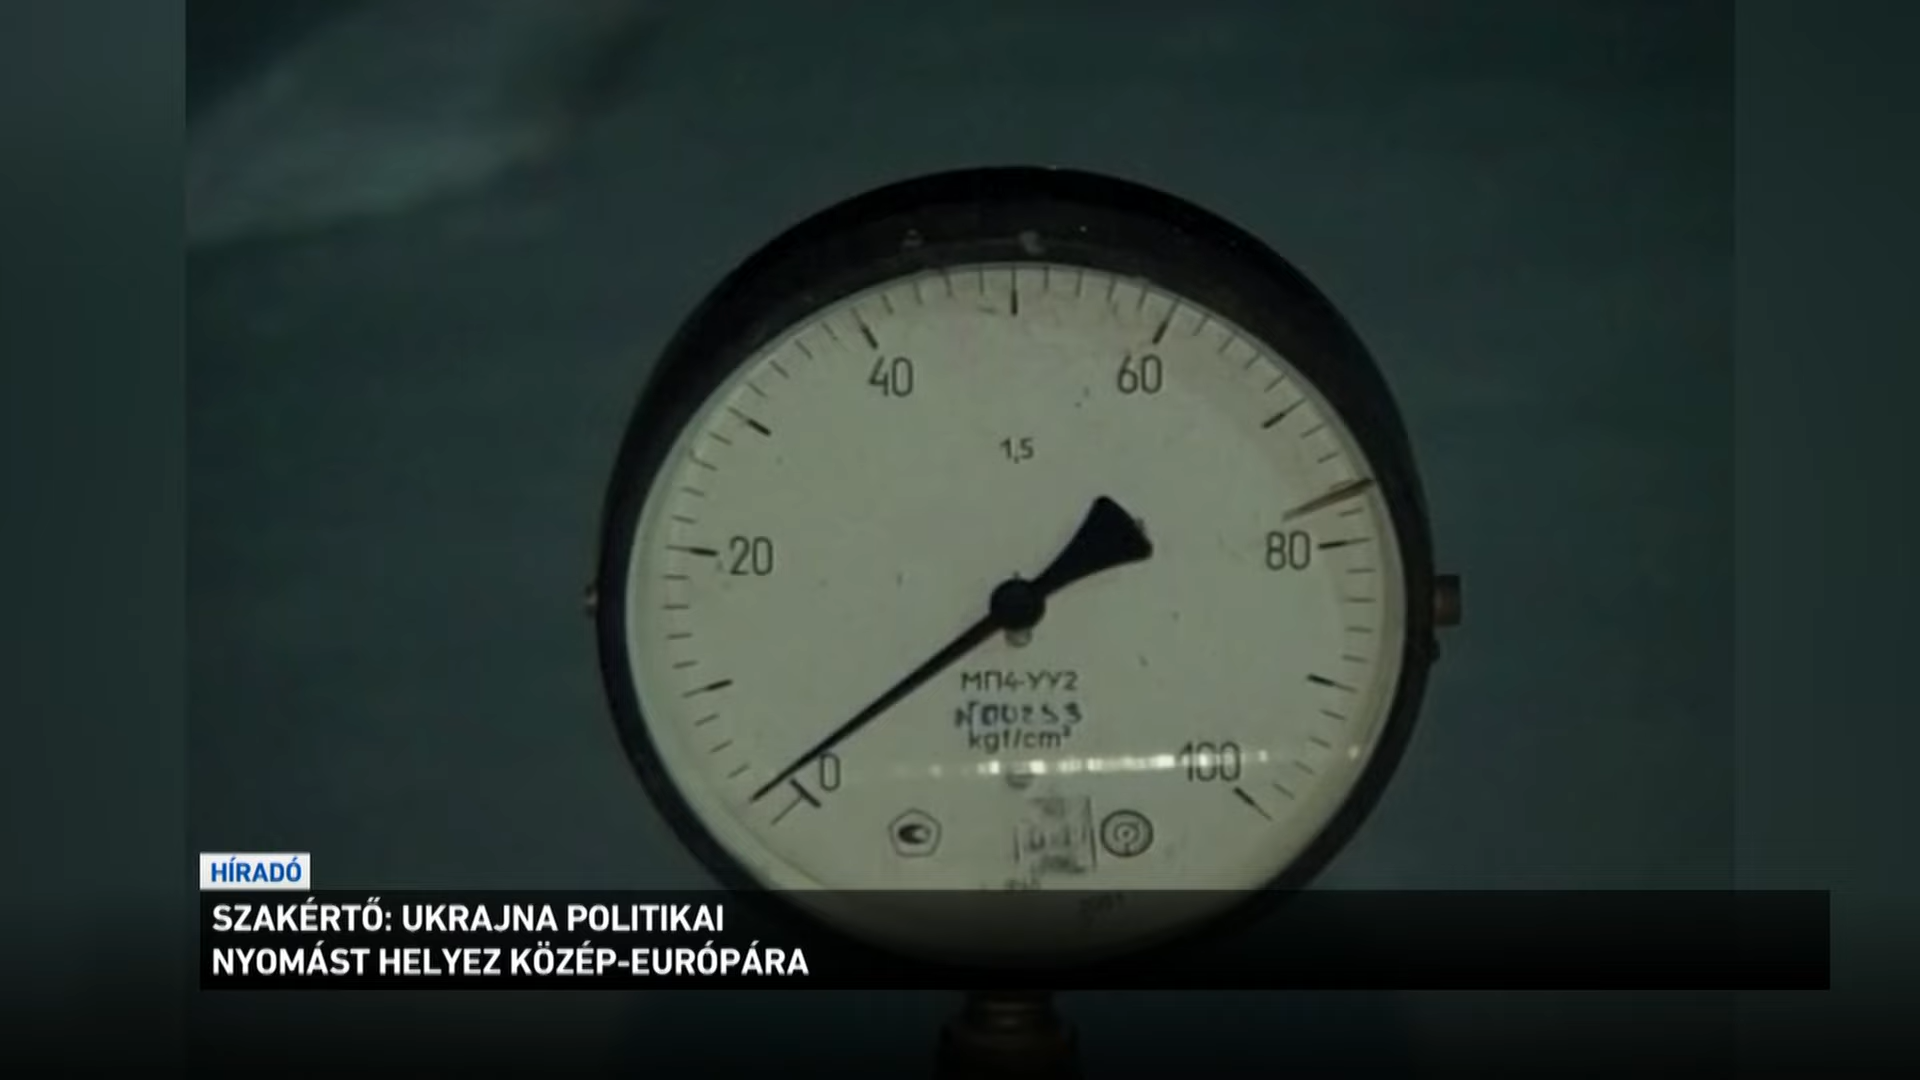 40
60
1,5
20
80
МП4-УУ2
N00253
kgf/cm²
0
100
HÍRADÓ
SZAKÉRTŐ: UKRAJNA POLITIKAI
NYOMÁST HELYEZ KÖZÉP-EURÓPÁRA